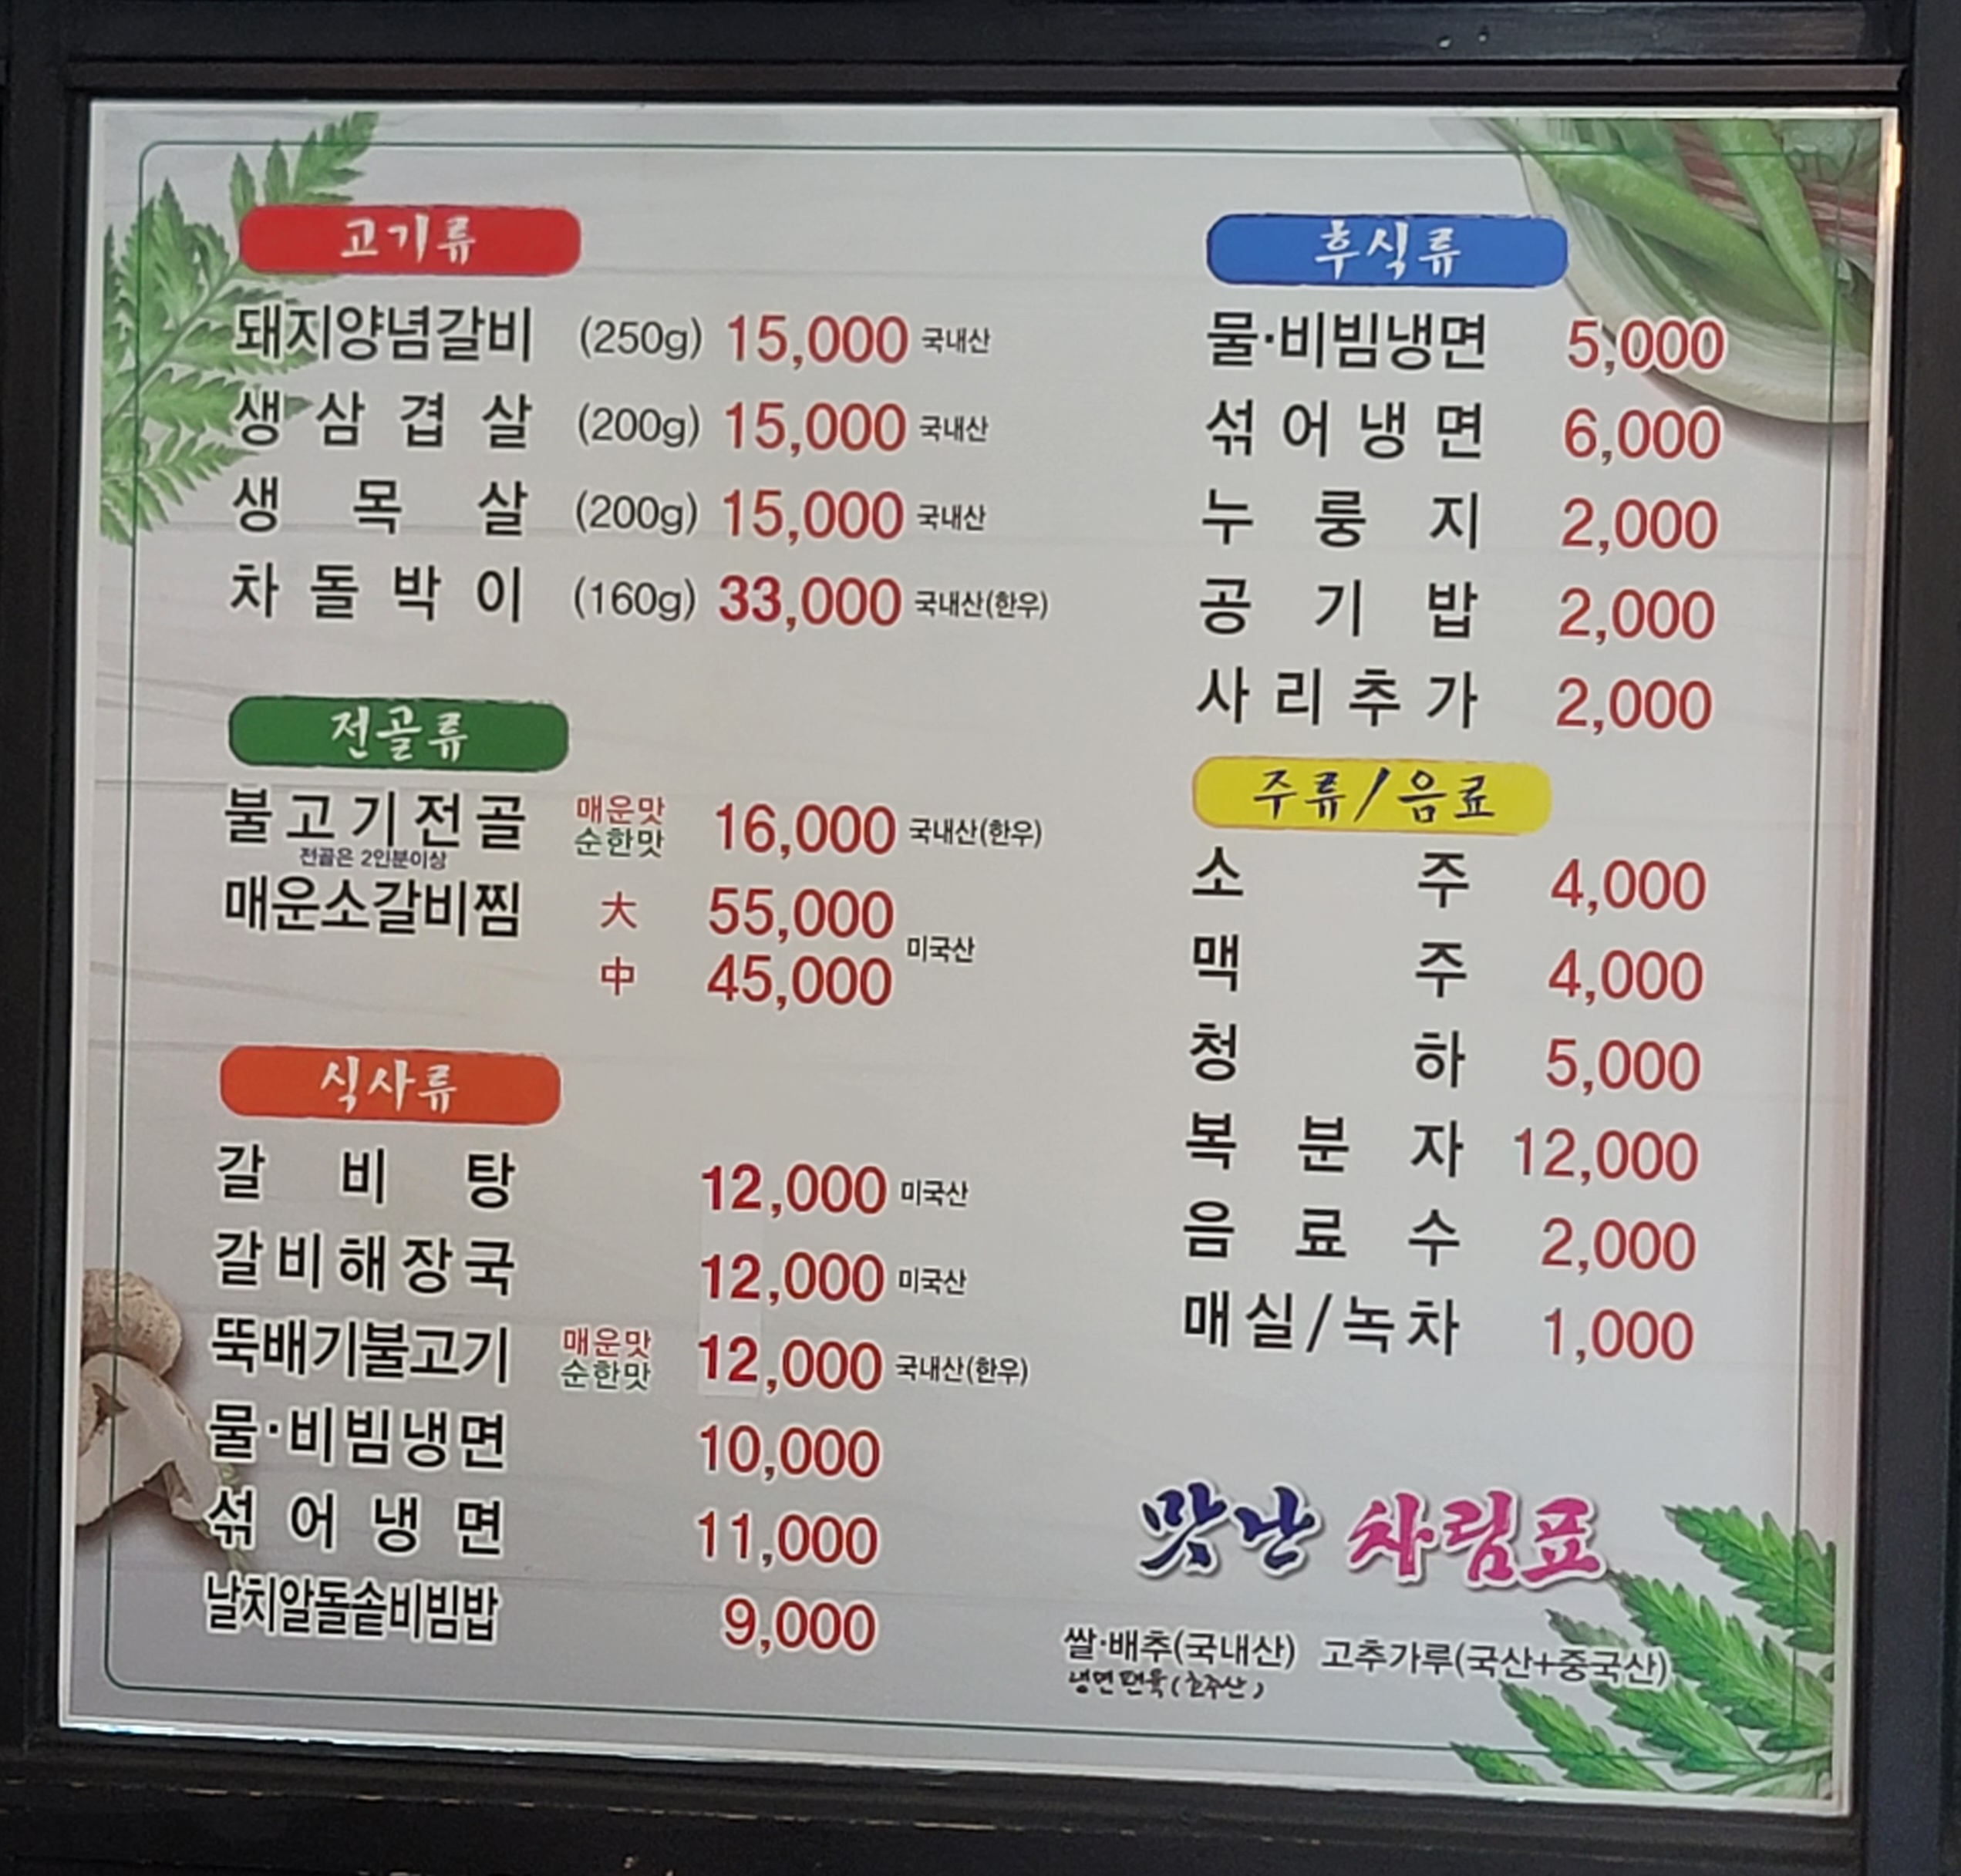 고기류
돼지양념갈비 (250g) 15,000 국내산
생삼겹살 (200g) 15,000 국내산
생목살 (200g) 15,000 국내산
차돌박이 (160g) 33,000 국내산(한우)
전골류
불고기전골 매운맛 순한맛 16,000 국내산(한우)
전골은 2인분이상
매운소갈비찜 大 55,000
미국산
中 45,000
식사류
갈비탕 12,000 미국산
갈비해장국 12,000 미국산
뚝배기불고기 매운맛 순한맛 12,000 국내산(한우)
물·비빔냉면 10,000
섞어냉면 11,000
날치알돌솥비빔밥 9,000
후식류
물·비빔냉면 5,000
섞어냉면 6,000
누룽지 2,000
공기밥 2,000
사리추가 2,000
주류/음료
소주 4,000
맥주 4,000
청하 5,000
복분자 12,000
음료수 2,000
매실/녹차 1,000
맛난 차림표
쌀·배추(국내산) 고추가루(국산+중국산)
냉면편육(호주산)